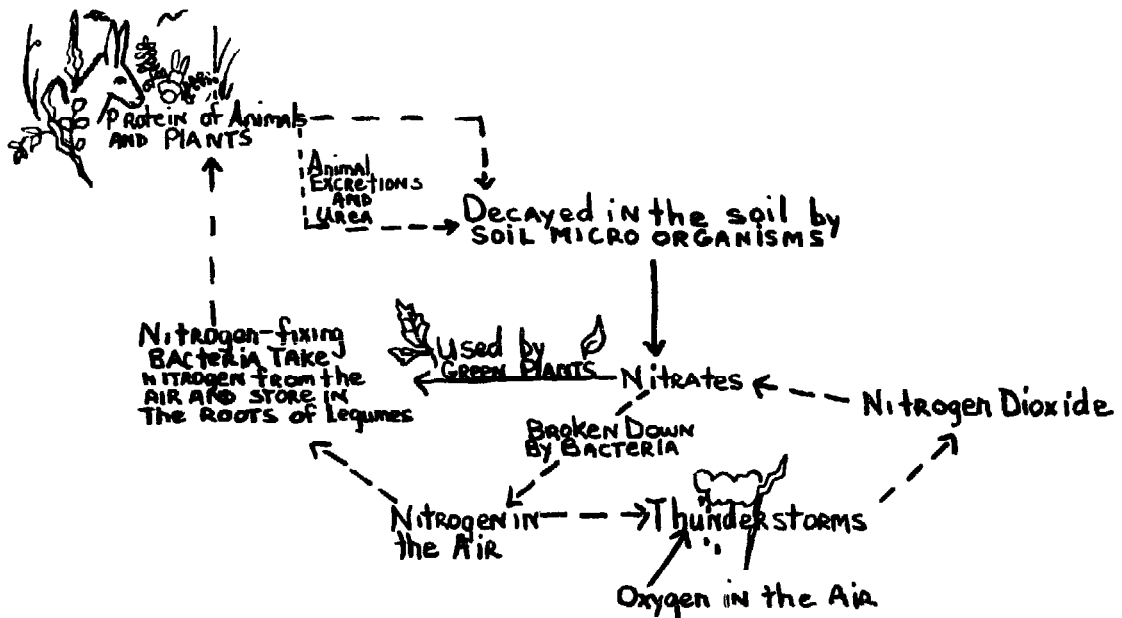 Protein of Animals
AND PLANTS
Animal
EXCRETIONS
AND
UREA
Decayed in the soil by
SOIL MICRO ORGANISMS
Nitrogen-fixing
BACTERIA TAKE
NITROGEN from the
AIR AND STORE IN
The ROOTS of Legumes
Used by
GREEN PLANTS
NITRATES
Nitrogen Dioxide
BROKEN DOWN
By BACTERIA
NITROGEN IN
the AIR
Thunderstorms
Oxygen in the Air